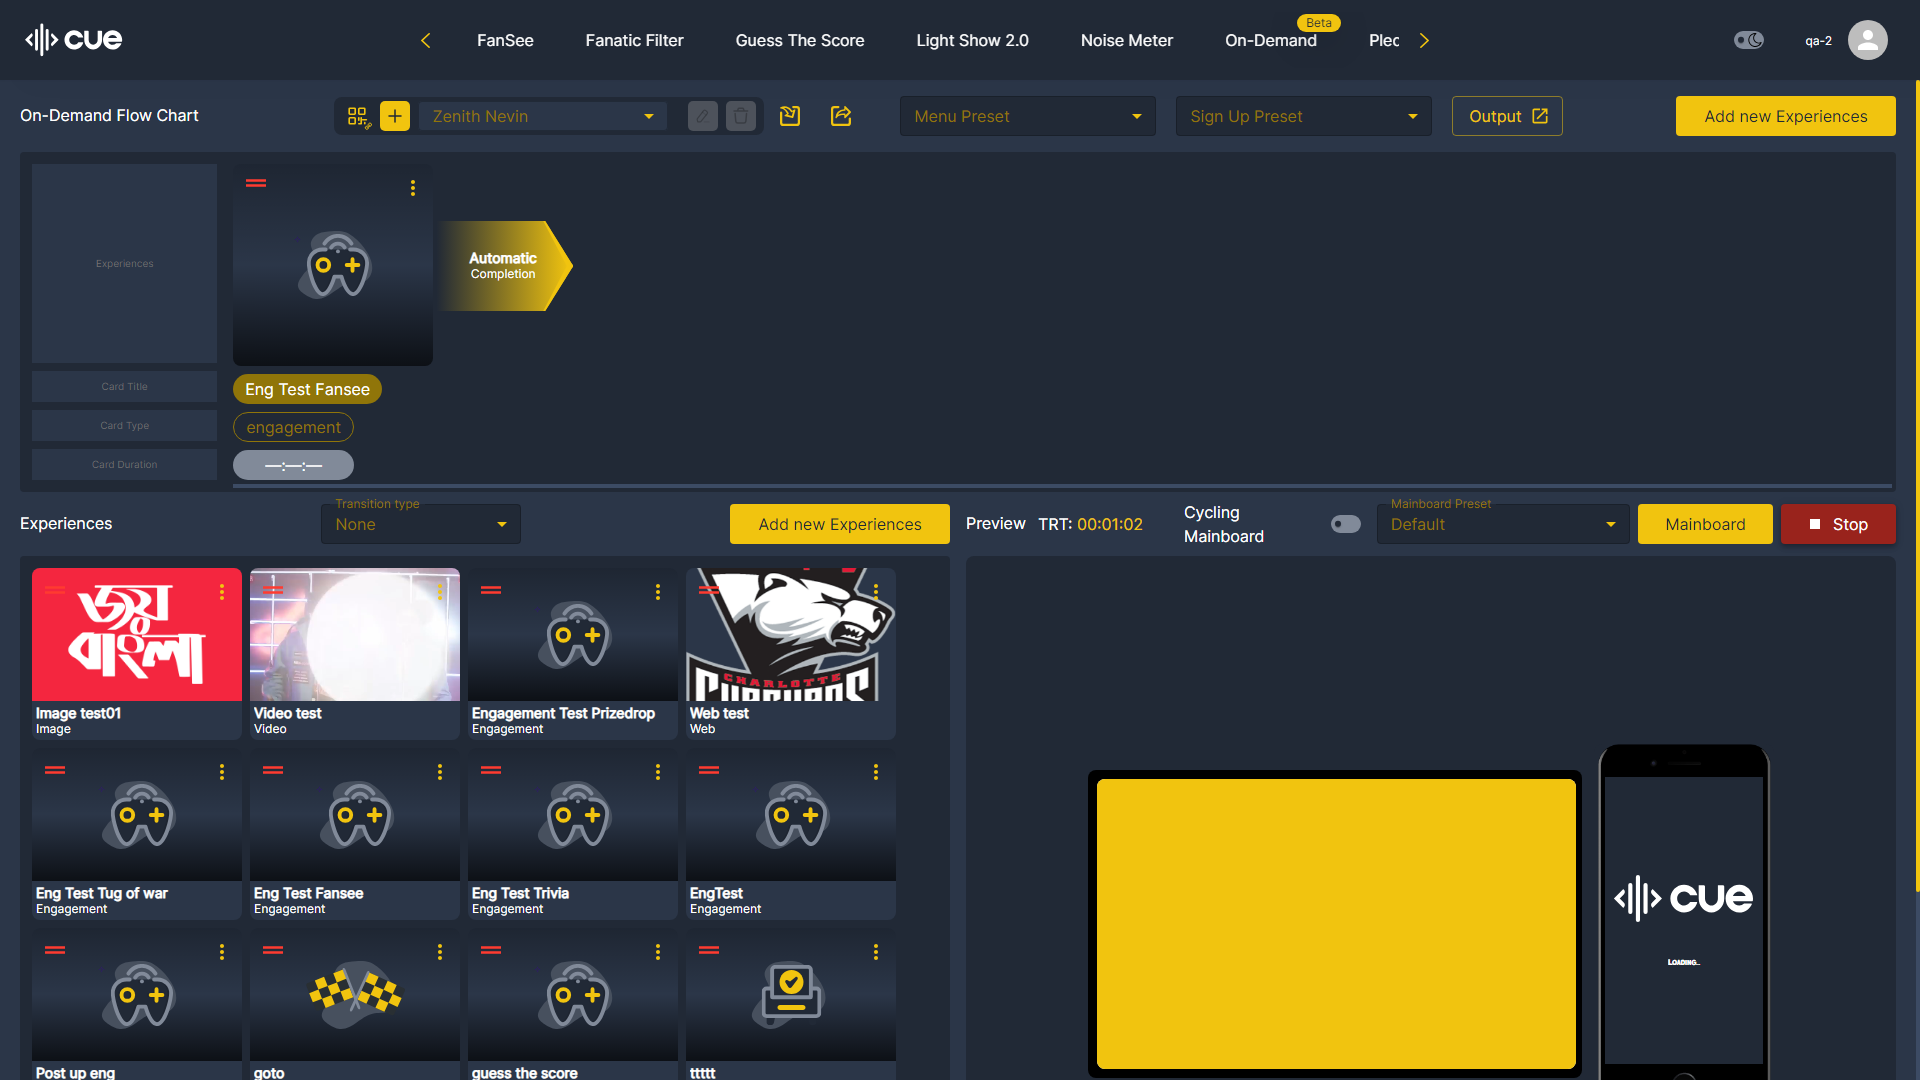 cue
FanSee
Fanatic Filter
Guess The Score
Light Show 2.0
Noise Meter
Beta
On-Demand
qa-2
On-Demand Flow Chart
Zenith Nevin
Menu Preset
Sign Up Preset
Output
Add new Experiences
Experiences
Automatic
Completion
Card Title
Eng Test Fansee
Card Type
engagement
Card Duration
—:—:—
Experiences
Transition type
None
Add new Experiences
Preview
TRT: 00:01:02
Cycling
Mainboard
Mainboard Preset
Default
Mainboard
Stop
জয়
বাংলা
CHARLOTTE
Image test01
Image
Video test
Video
Engagement Test Prizedrop
Engagement
Web test
Web
Eng Test Tug of war
Engagement
Eng Test Fansee
Engagement
Eng Test Trivia
Engagement
EngTest
Engagement
Post up eng
goto
guess the score
ttttt
cue
LOADING...